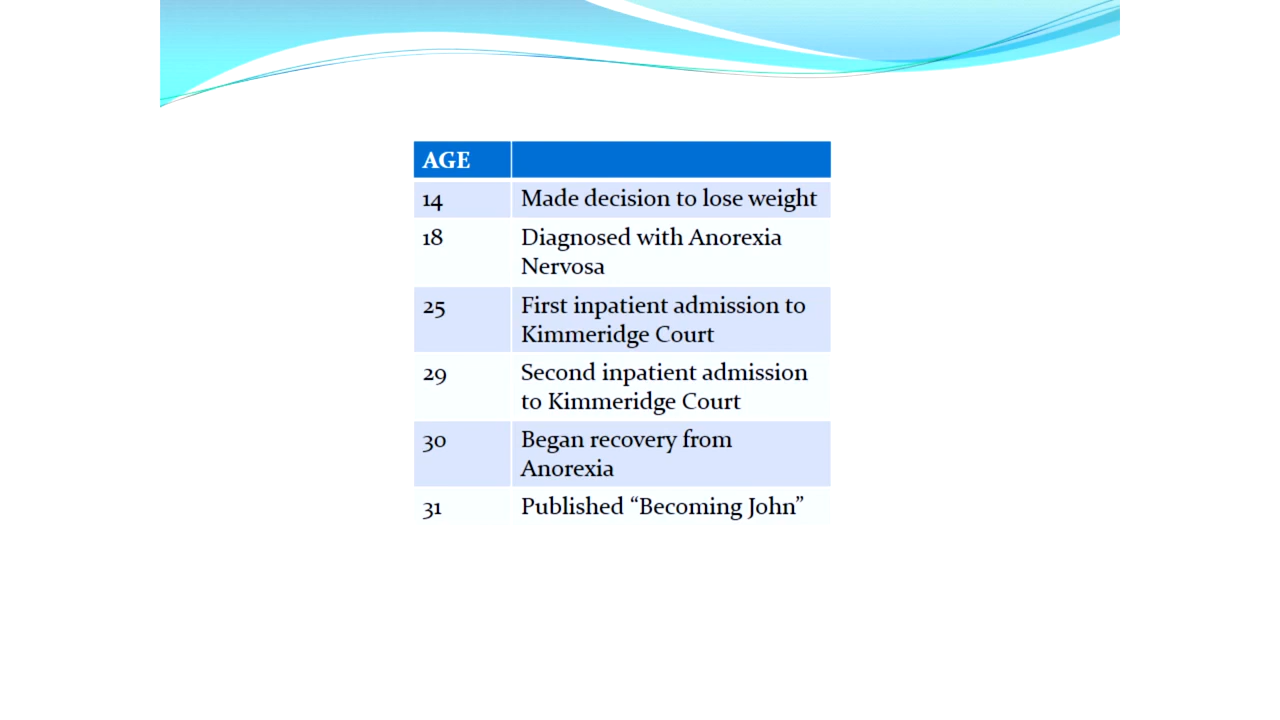 AGE
14 Made decision to lose weight
18 Diagnosed with Anorexia
Nervosa
25 First inpatient admission to
Kimmeridge Court
29 Second inpatient admission
to Kimmeridge Court
30 Began recovery from
Anorexia
31 Published “Becoming John”